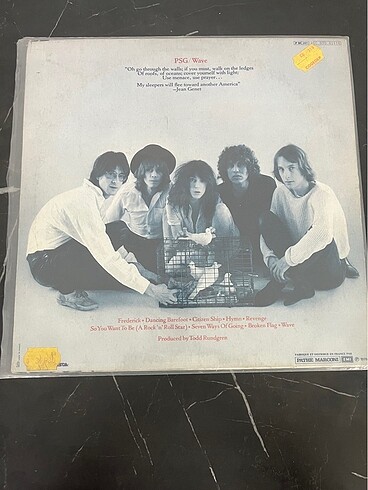 PSG/Wave
"Oh go through the walls; if you must, walk on the ledges
Of roofs, of oceans; cover yourself with light;
Use menace, use prayer...
My sleepers will flee toward another America"
–Jean Genet
Frederick • Dancing Barefoot • Citizen Ship • Hymn • Revenge
So You Want To Be (A Rock 'n' Roll Star) • Seven Ways Of Going • Broken Flag • Wave
Produced by Todd Rundgren
PATHE MARCONI EMI